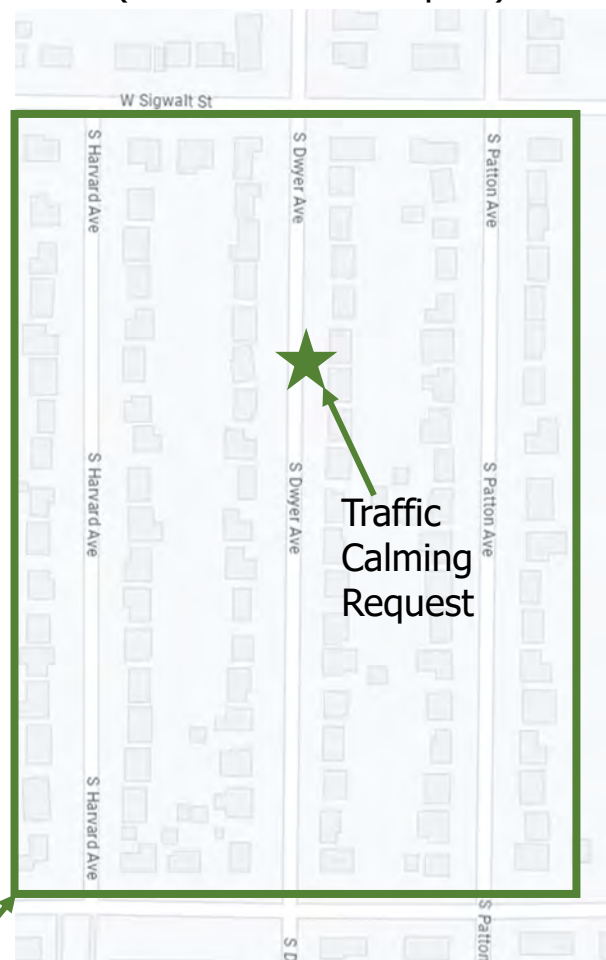 W Sigwalt St
S Harvard Ave
S Dwyer Ave
S Patton Ave
S Harvard Ave
S Dwyer Ave
S Patton Ave
Traffic
Calming
Request
S Harvard Ave
S D
S Patton